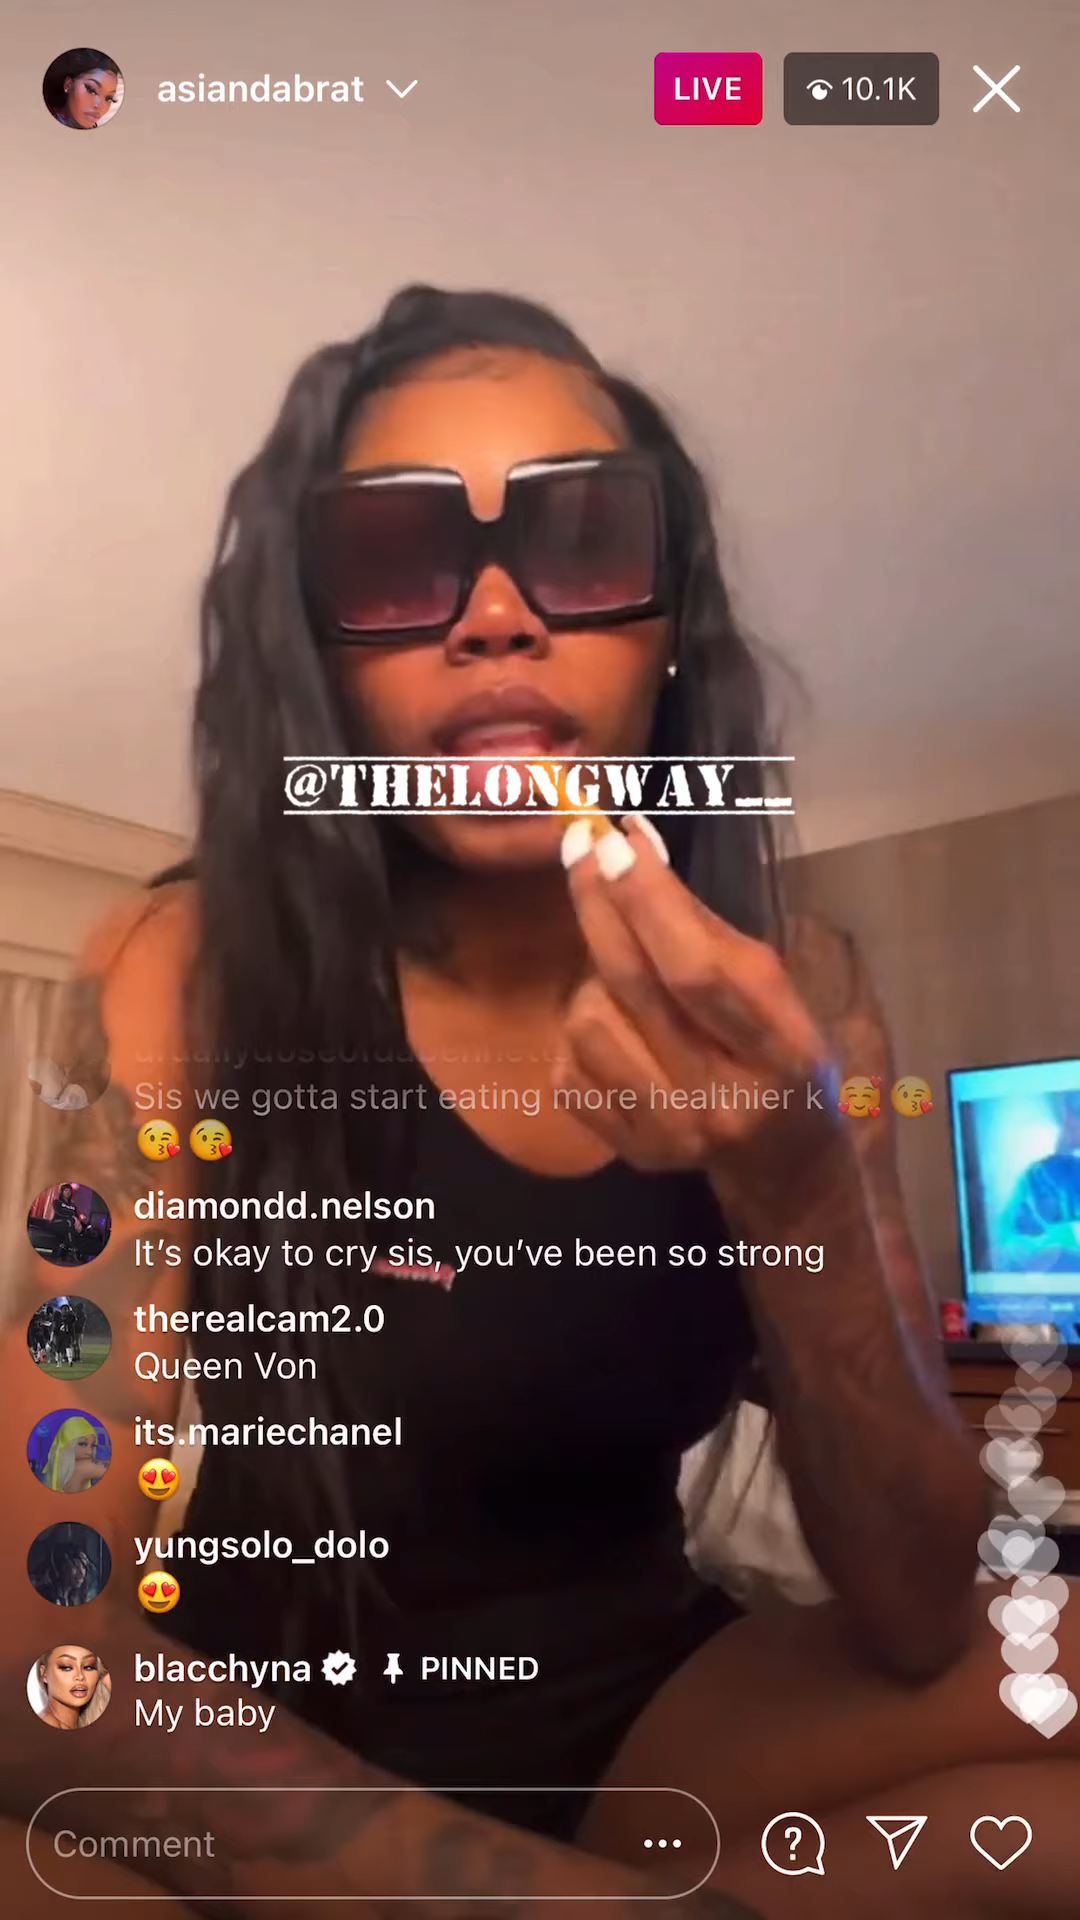 asiandabrat
LIVE
10.1K
@THELONGWAY__
Sis we gotta start eating more healthier k 🥰 😘
😘 😘
diamondd.nelson
It’s okay to cry sis, you’ve been so strong
therealcam2.0
Queen Von
its.mariechanel
😍
yungsolo_dolo
😍
blacchyna PINNED
My baby
Comment